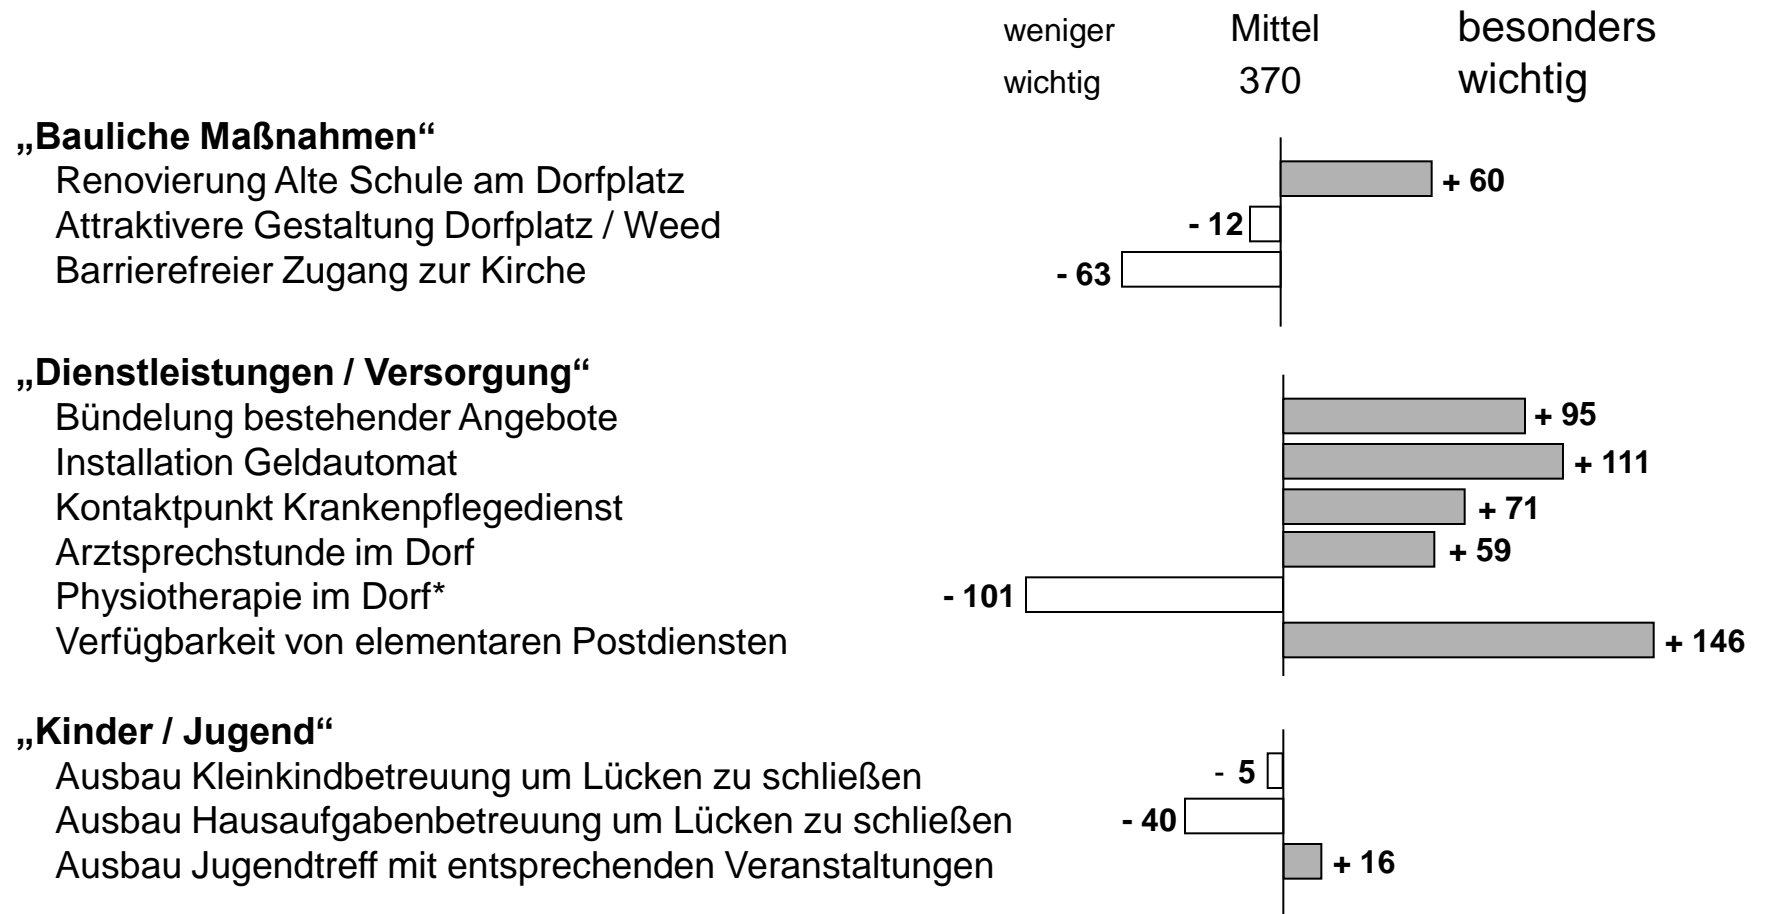 weniger Mittel besonders
wichtig 370 wichtig
„Bauliche Maßnahmen“
Renovierung Alte Schule am Dorfplatz + 60
Attraktivere Gestaltung Dorfplatz / Weed - 12
Barrierefreier Zugang zur Kirche - 63
„Dienstleistungen / Versorgung“
Bündelung bestehender Angebote + 95
Installation Geldautomat + 111
Kontaktpunkt Krankenpflegedienst + 71
Arztsprechstunde im Dorf + 59
Physiotherapie im Dorf* - 101
Verfügbarkeit von elementaren Postdiensten + 146
„Kinder / Jugend“
Ausbau Kleinkindbetreuung um Lücken zu schließen - 5
Ausbau Hausaufgabenbetreuung um Lücken zu schließen - 40
Ausbau Jugendtreff mit entsprechenden Veranstaltungen + 16